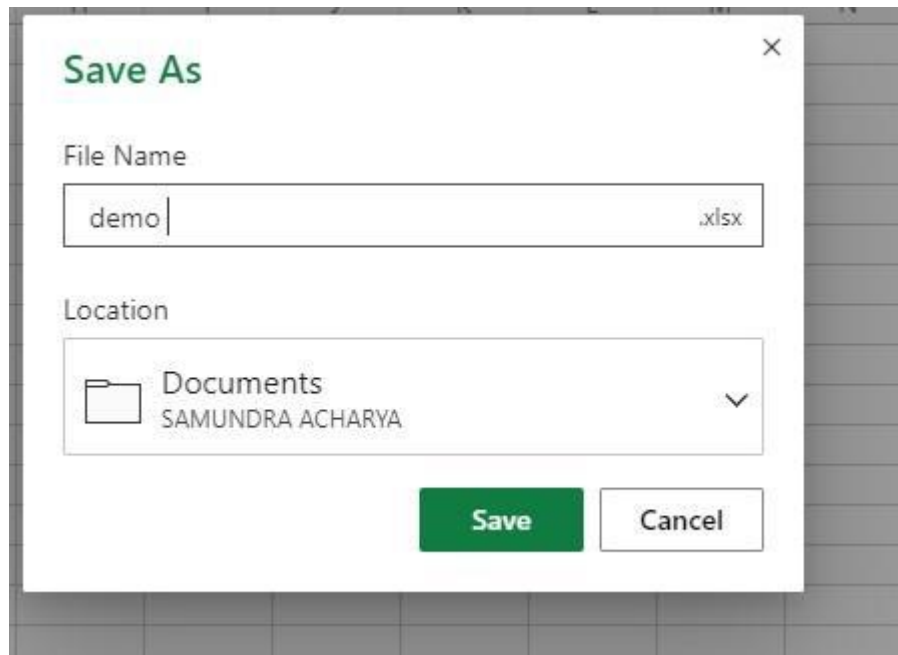 Save As
File Name
demo
.xlsx
Location
Documents
SAMUNDRA ACHARYA
Save
Cancel